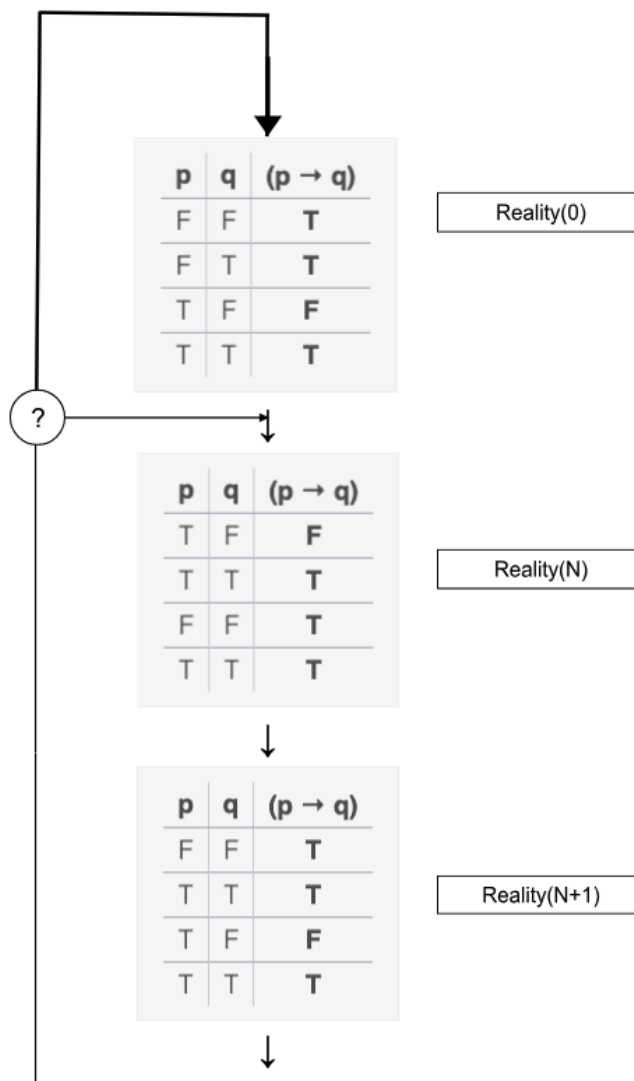 p q (p → q)
F F T
F T T
T F F
T T T
Reality(0)
?
p q (p → q)
T F F
T T T
F F T
T T T
Reality(N)
p q (p → q)
F F T
T T T
T F F
T T T
Reality(N+1)